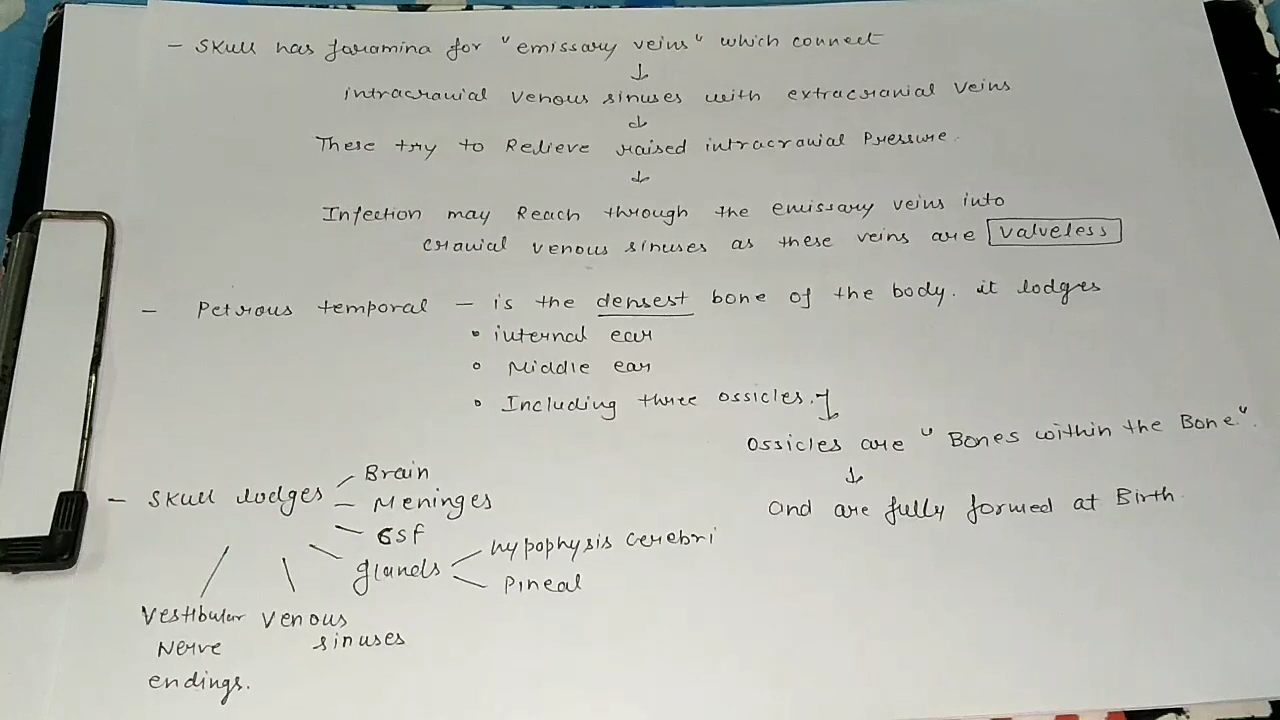 - Skull has foramina for "emissary veins" which connect
↓
intracranial venous sinuses with extracranial veins
↓
These try to Relieve raised intracranial Pressure.
↓
Infection may Reach through the emissary veins into
cranial venous sinuses as these veins are valveless
- Petrous temporal - is the densest bone of the body. it lodges
• internal ear
• Middle ear
• Including three ossicles.
↓
Ossicles are "Bones within the Bone".
↓
and are fully formed at Birth.
- Skull lodges
Brain
Meninges
CSF
glands
hypophysis cerebri
Pineal
Venous
sinuses
Vestibular
Nerve
endings.